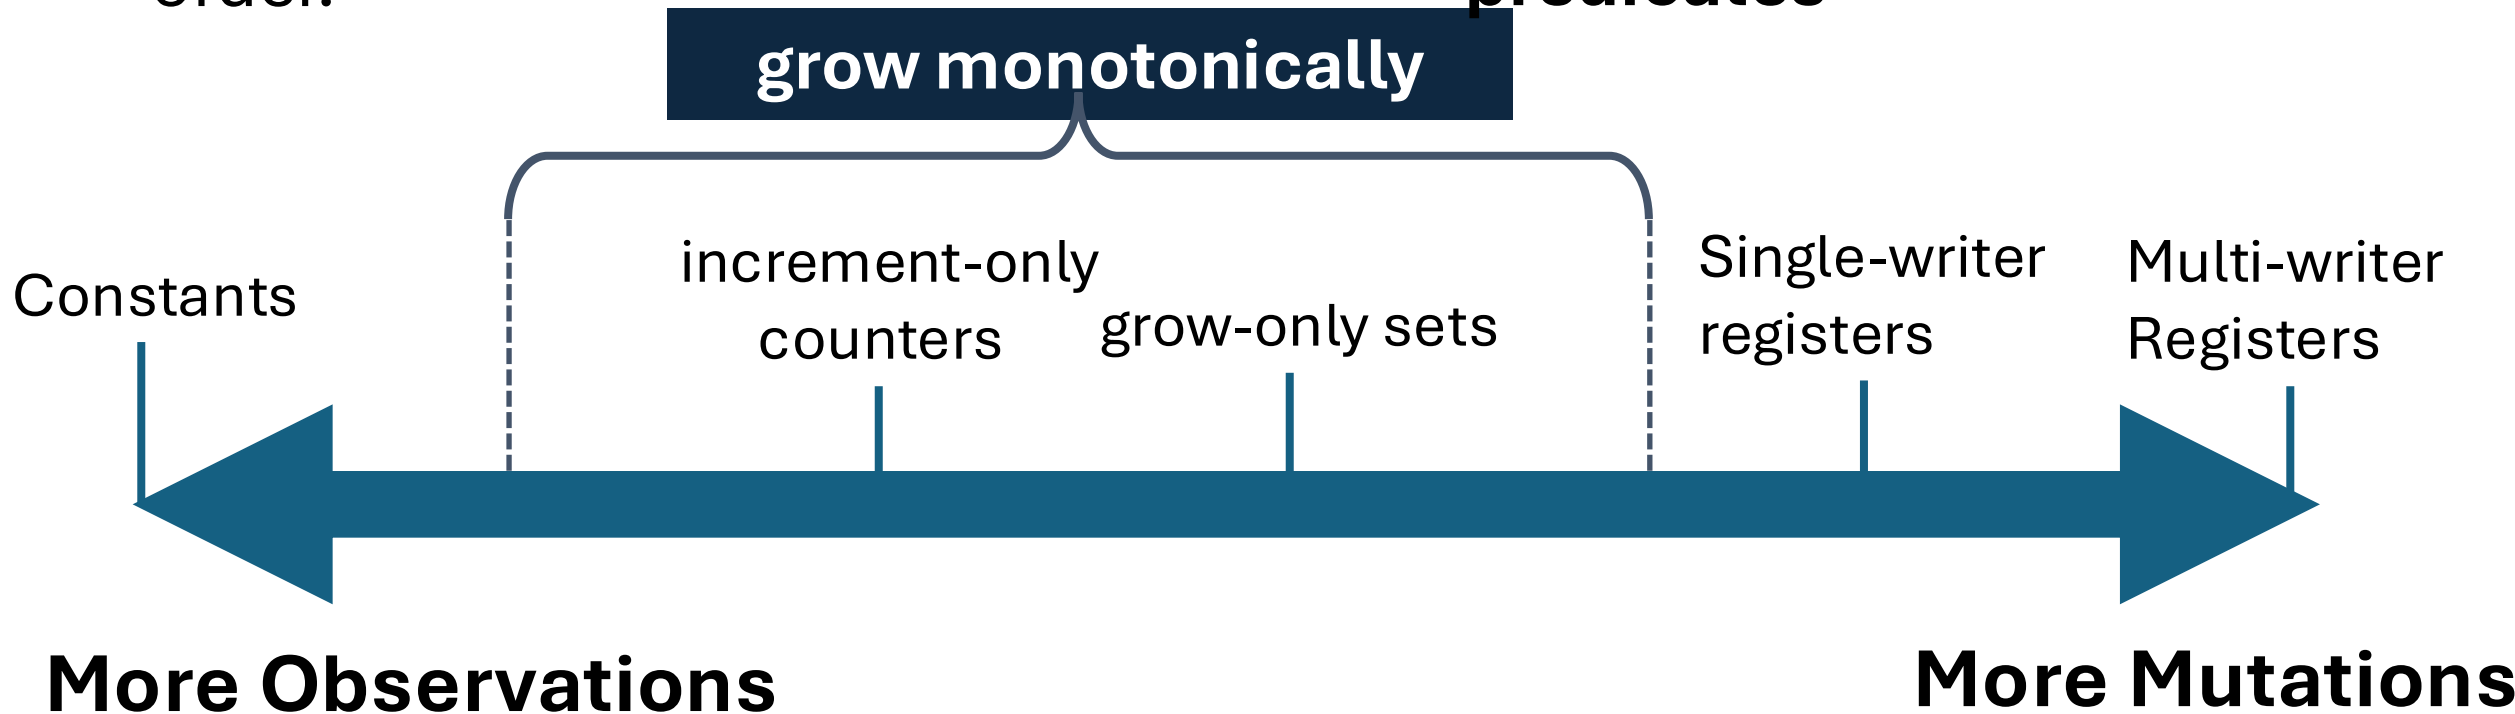 grow monotonically
Constants
increment-only
counters
grow-only sets
Single-writer
registers
Multi-writer
Registers
More Observations
More Mutations